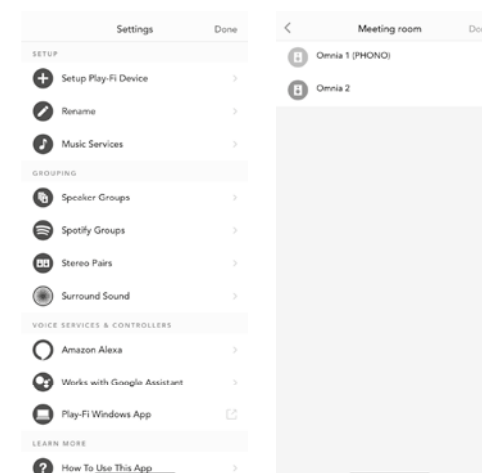 Settings
Done
SETUP
Setup Play-Fi Device
Rename
Music Services
GROUPING
Speaker Groups
Spotify Groups
Stereo Pairs
Surround Sound
VOICE SERVICES & CONTROLLERS
Amazon Alexa
Works with Google Assistant
Play-Fi Windows App
LEARN MORE
How To Use This App
Meeting room
Do
Omnia 1 (PHONO)
Omnia 2